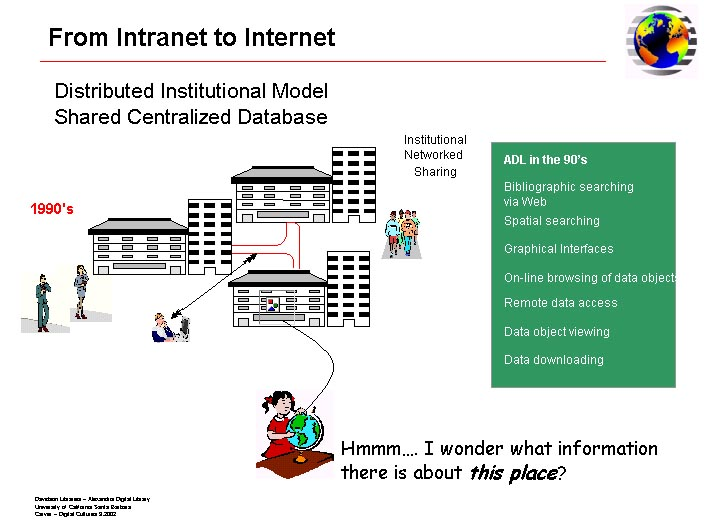 From Intranet to Internet
Distributed Institutional Model
Shared Centralized Database
Institutional
Networked
Sharing
1990's
ADL in the 90's
Bibliographic searching
via Web
Spatial searching
Graphical Interfaces
On-line browsing of data objects
Remote data access
Data object viewing
Data downloading
Hmmm.... I wonder what information
there is about this place?
Davidson Libraries – Alexandria Digital Library
University of California Santa Barbara
Carver – Digital Cultures 9.2002